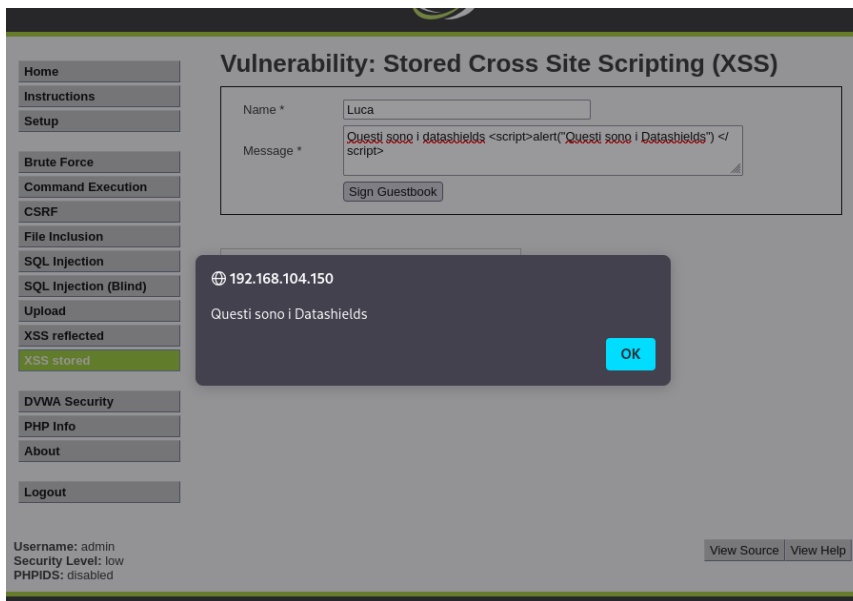 Home
Instructions
Setup
Brute Force
Command Execution
CSRF
File Inclusion
SQL Injection
SQL Injection (Blind)
Upload
XSS reflected
XSS stored
DVWA Security
PHP Info
About
Logout
Vulnerability: Stored Cross Site Scripting (XSS)
Name * Luca
Message * Questi sono i datashields <script>alert("Questi sono i Datashields") </
script>
Sign Guestbook
192.168.104.150
Questi sono i Datashields
OK
Username: admin
Security Level: low
PHPIDS: disabled
View Source View Help